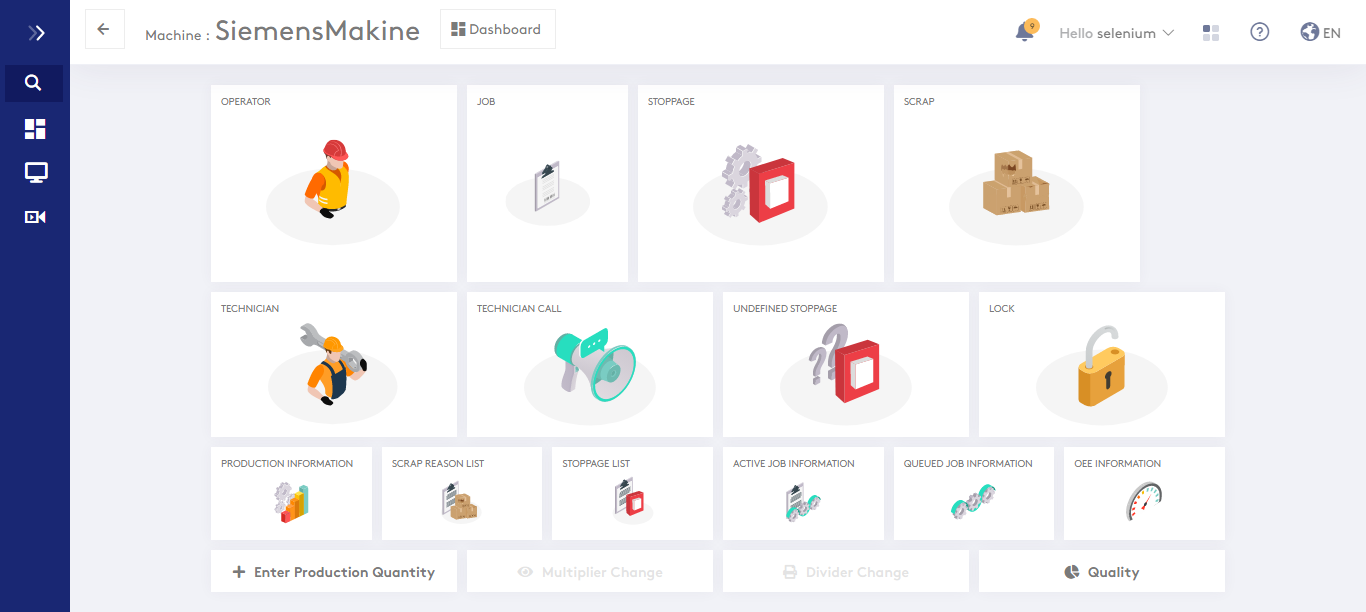 Machine : SiemensMakine
Dashboard
9
Hello selenium
?
EN
OPERATOR
JOB
STOPPAGE
SCRAP
TECHNICIAN
TECHNICIAN CALL
UNDEFINED STOPPAGE
LOCK
PRODUCTION INFORMATION
SCRAP REASON LIST
STOPPAGE LIST
ACTIVE JOB INFORMATION
QUEUED JOB INFORMATION
OEE INFORMATION
Enter Production Quantity
Multiplier Change
Divider Change
Quality